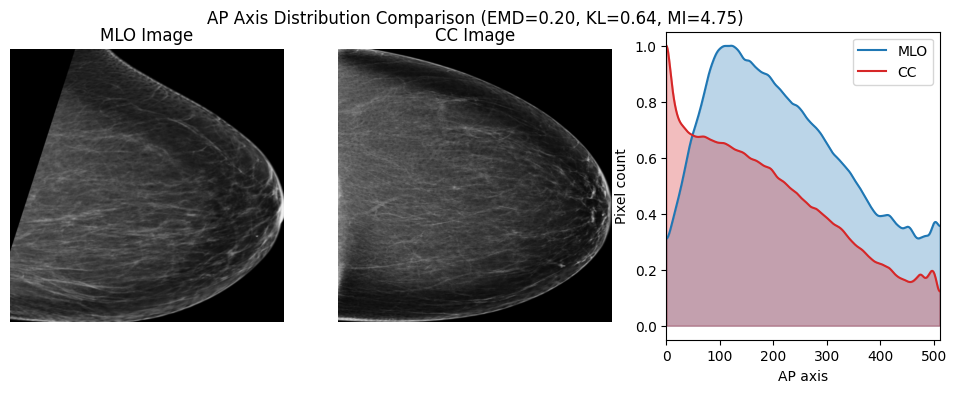 AP Axis Distribution Comparison (EMD=0.20, KL=0.64, MI=4.75)
MLO Image
CC Image
MLO
CC
Pixel count
1.0
0.8
0.6
0.4
0.2
0.0
0 100 200 300 400 500
AP axis